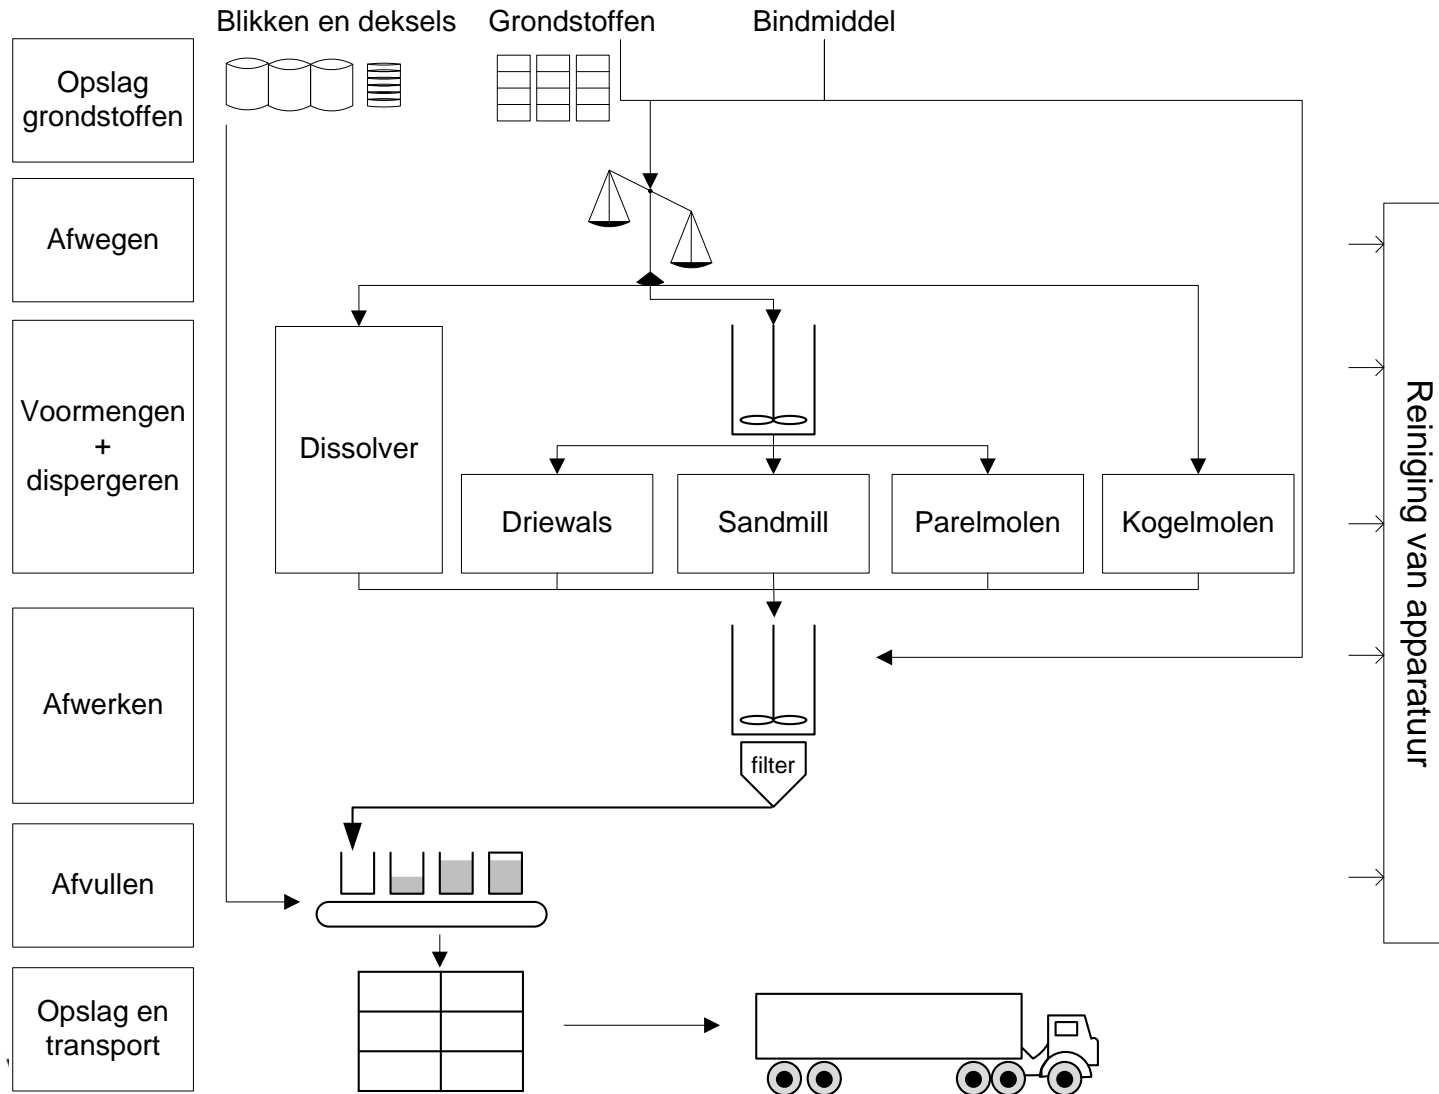 Blikken en deksels
Grondstoffen
Bindmiddel
Opslag
grondstoffen
Afwegen
Voormengen
+
dispergeren
Dissolver
Driewals
Sandmill
Parelmolen
Kogelmolen
Reiniging van apparatuur
Afwerken
filter
Afvullen
Opslag en
transport